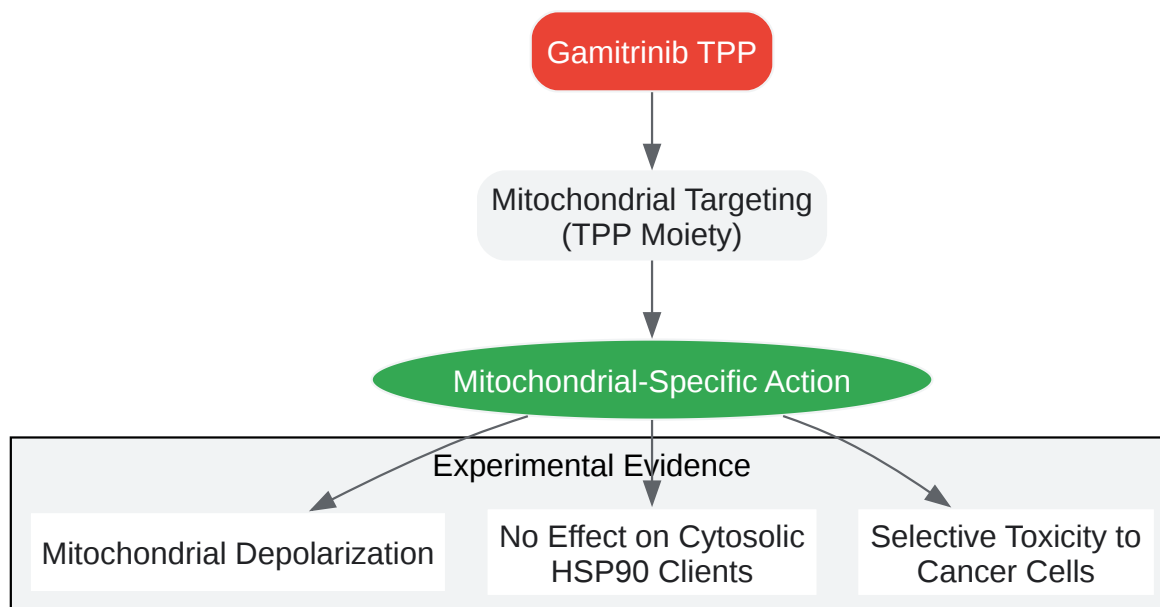 Gamitrinib TPP
Mitochondrial Targeting
(TPP Moiety)
Mitochondrial-Specific Action
Experimental Evidence
Mitochondrial Depolarization
No Effect on Cytosolic
HSP90 Clients
Selective Toxicity to
Cancer Cells